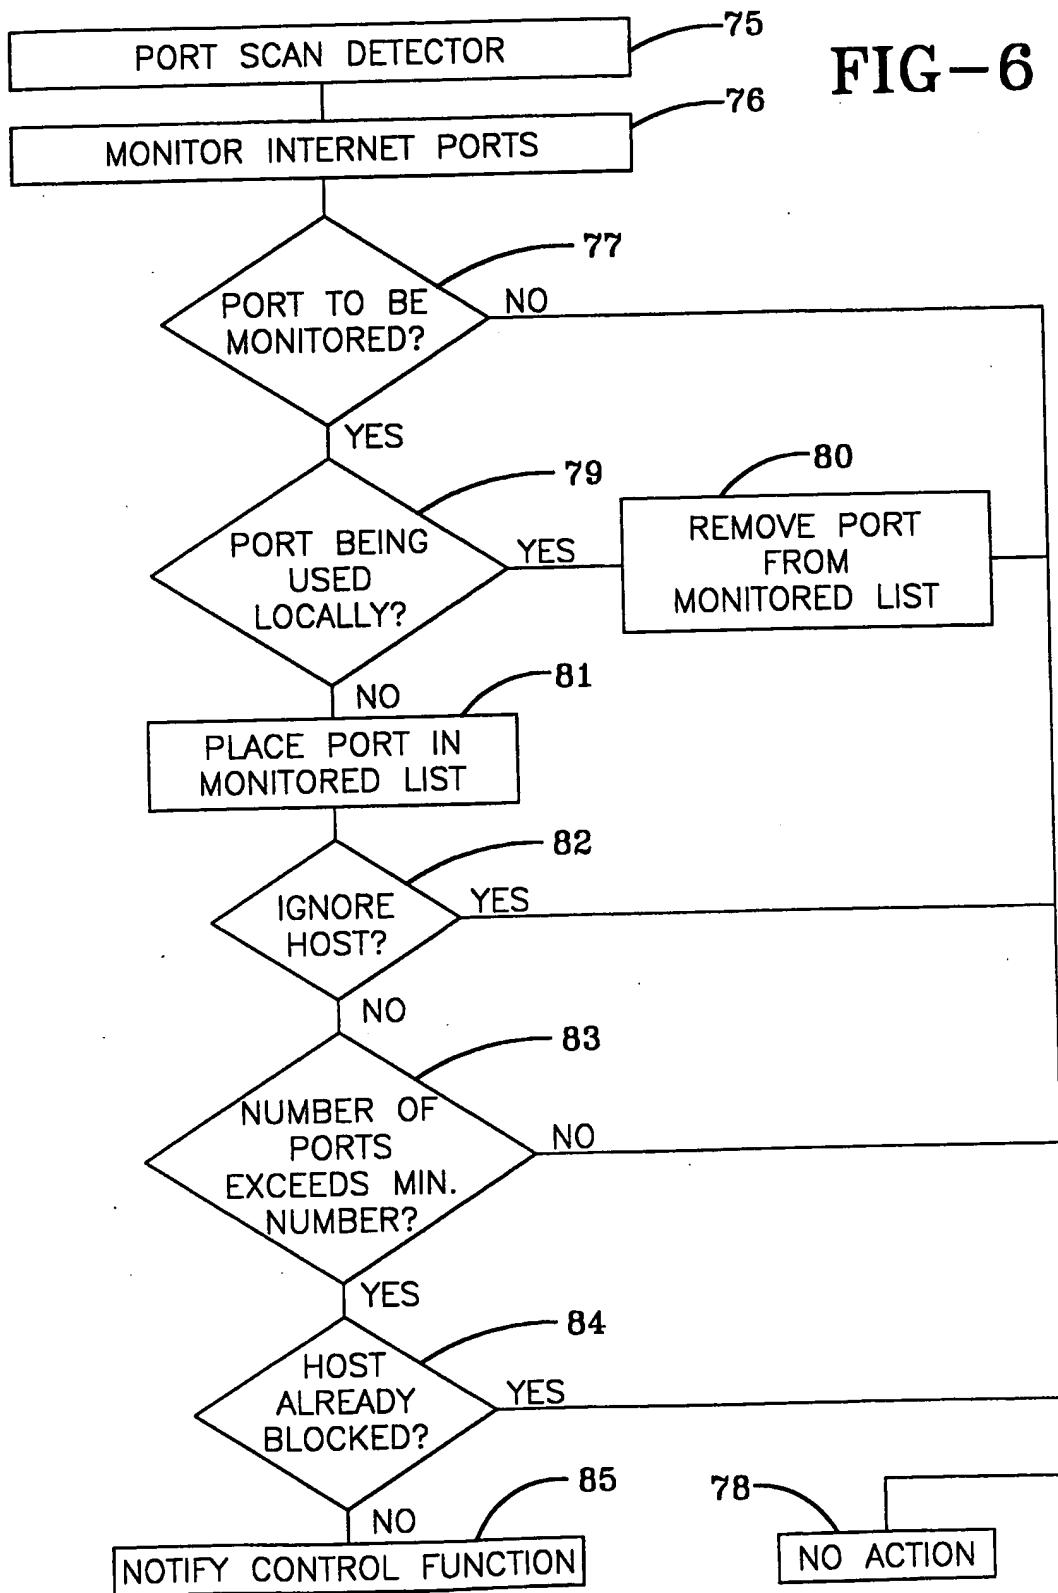 75
PORT SCAN DETECTOR
FIG-6
76
MONITOR INTERNET PORTS
77
PORT TO BE
MONITORED?
NO
YES
79
PORT BEING
USED
LOCALLY?
YES
80
REMOVE PORT
FROM
MONITORED LIST
NO
81
PLACE PORT IN
MONITORED LIST
82
IGNORE
HOST?
YES
NO
83
NUMBER OF
PORTS
EXCEEDS MIN.
NUMBER?
NO
YES
84
HOST
ALREADY
BLOCKED?
YES
NO
85
NOTIFY CONTROL FUNCTION
78
NO ACTION